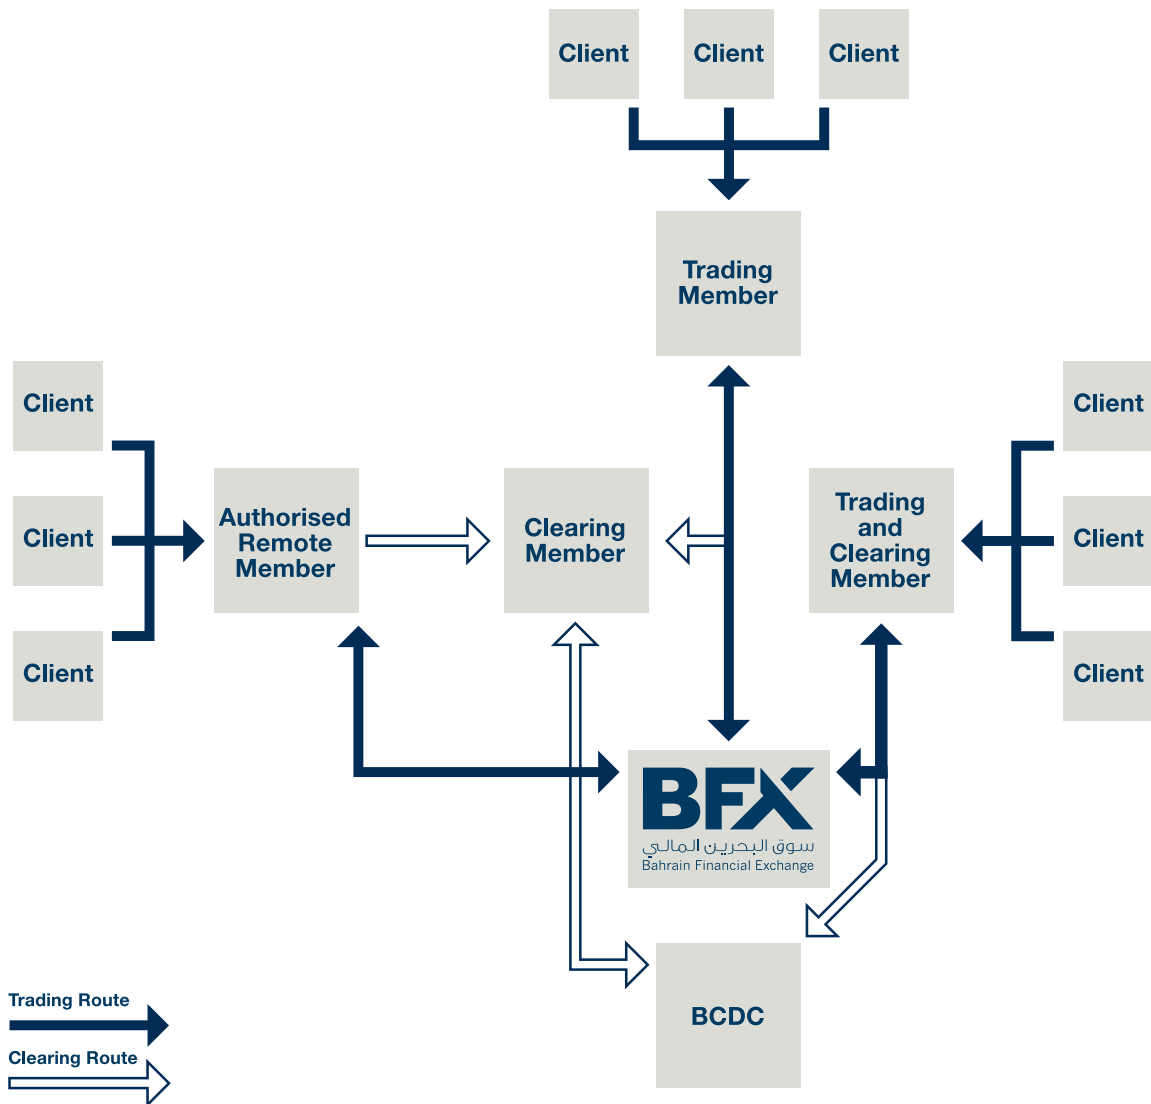 Client
Client
Client
Trading
Member
Client
Client
Client
Authorised
Remote
Member
Clearing
Member
Trading
and
Clearing
Member
Client
Client
Client
BFX
سوق البحرين المالي
Bahrain Financial Exchange
BCDC
Trading Route
Clearing Route